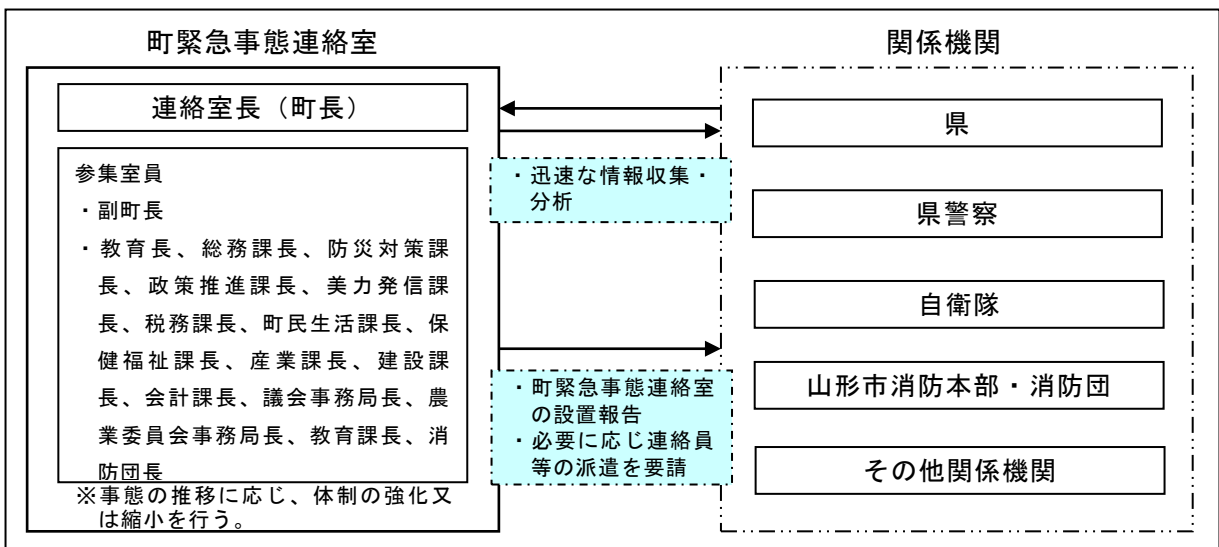 町緊急事態連絡室
連絡室長（町長）
参集室員
・副町長
・教育長、総務課長、防災対策課
長、政策推進課長、美力発信課
長、税務課長、町民生活課長、保
健福祉課長、産業課長、建設課
長、会計課長、議会事務局長、農
業委員会事務局長、教育課長、消
防団長
※事態の推移に応じ、体制の強化又
は縮小を行う。
・迅速な情報収集・
分析
・町緊急事態連絡室
の設置報告
・必要に応じ連絡員
等の派遣を要請
関係機関
県
県警察
自衛隊
山形市消防本部・消防団
その他関係機関